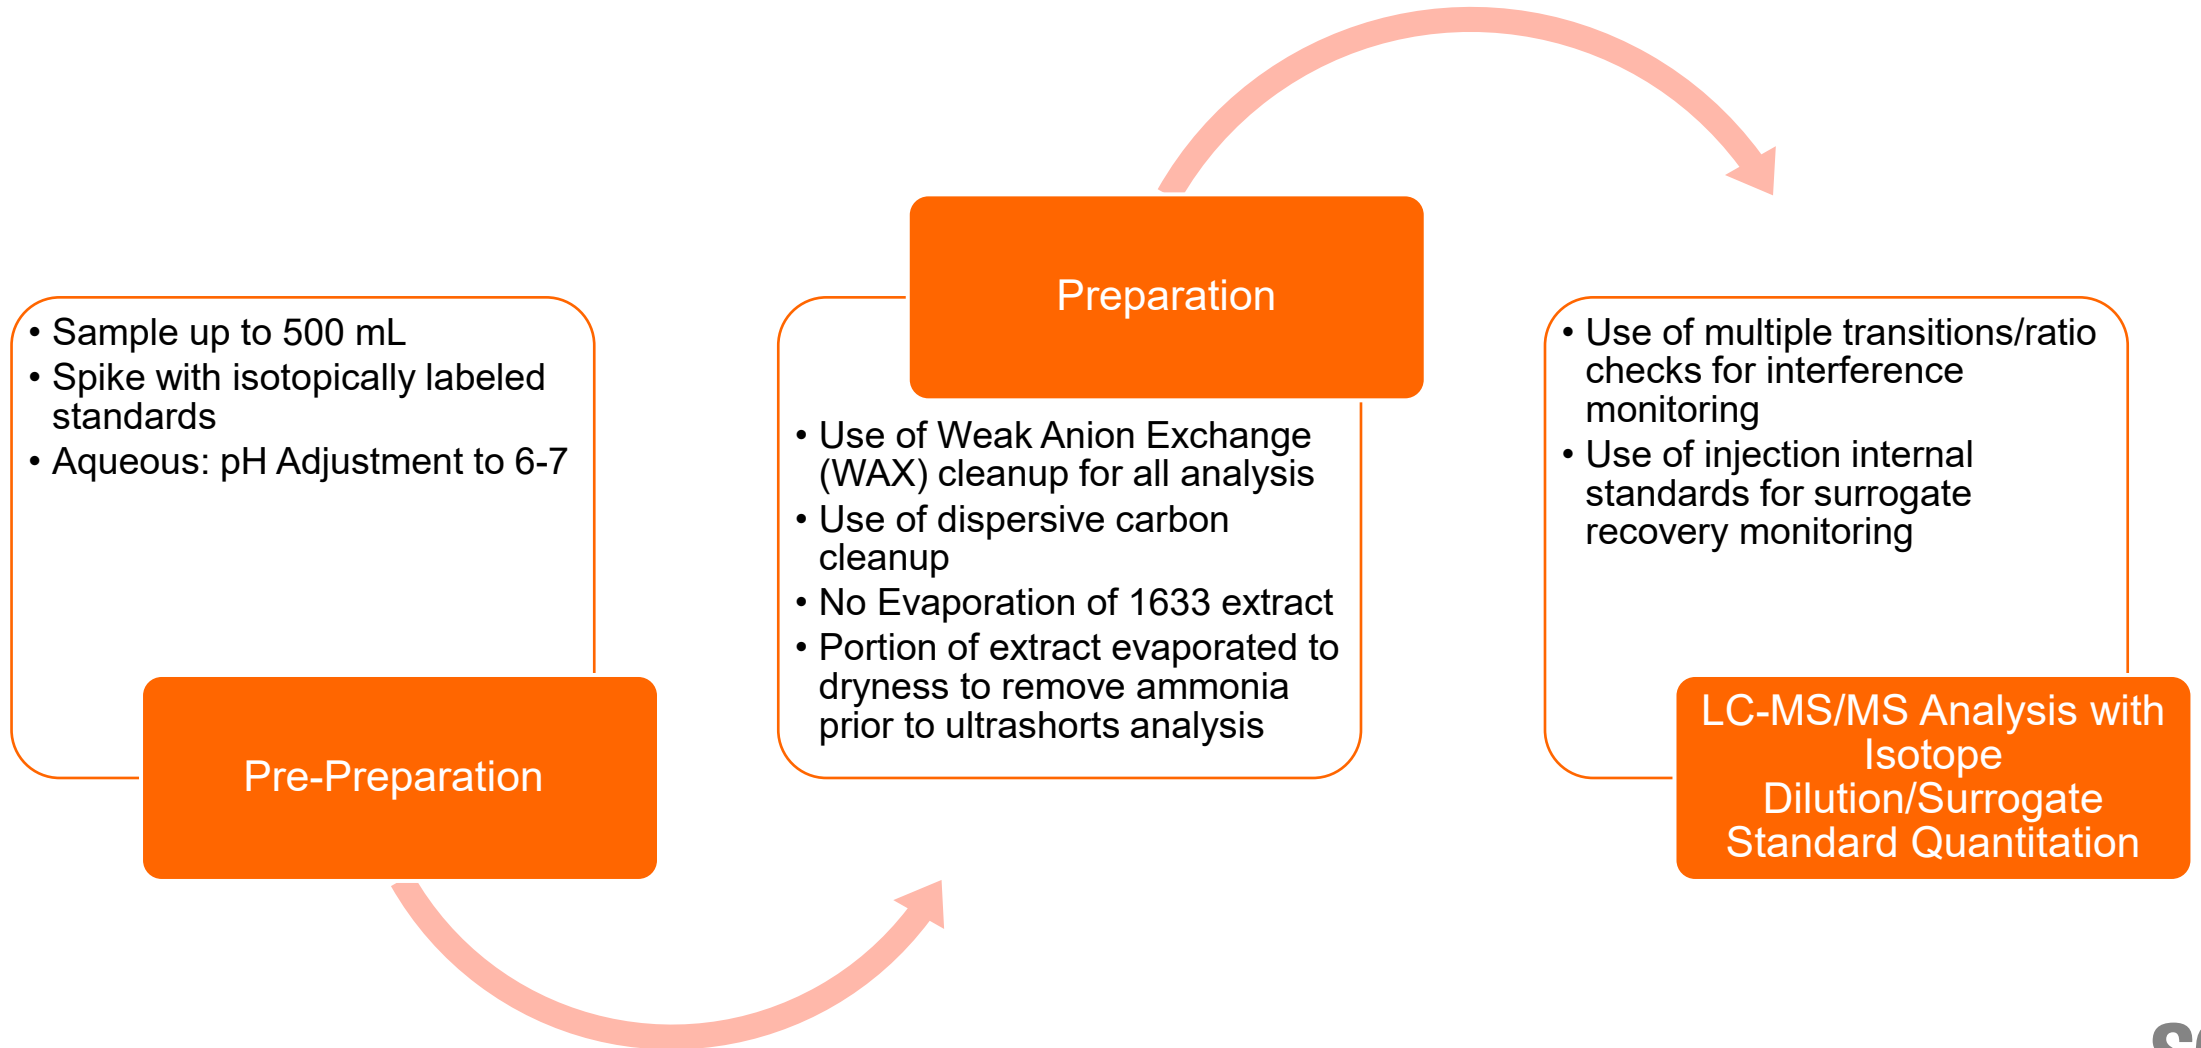 • Sample up to 500 mL
• Spike with isotopically labeled
standards
• Aqueous: pH Adjustment to 6-7
Pre-Preparation
Preparation
• Use of Weak Anion Exchange
(WAX) cleanup for all analysis
• Use of dispersive carbon
cleanup
• No Evaporation of 1633 extract
• Portion of extract evaporated to
dryness to remove ammonia
prior to ultrashorts analysis
• Use of multiple transitions/ratio
checks for interference
monitoring
• Use of injection internal
standards for surrogate
recovery monitoring
LC-MS/MS Analysis with
Isotope
Dilution/Surrogate
Standard Quantitation